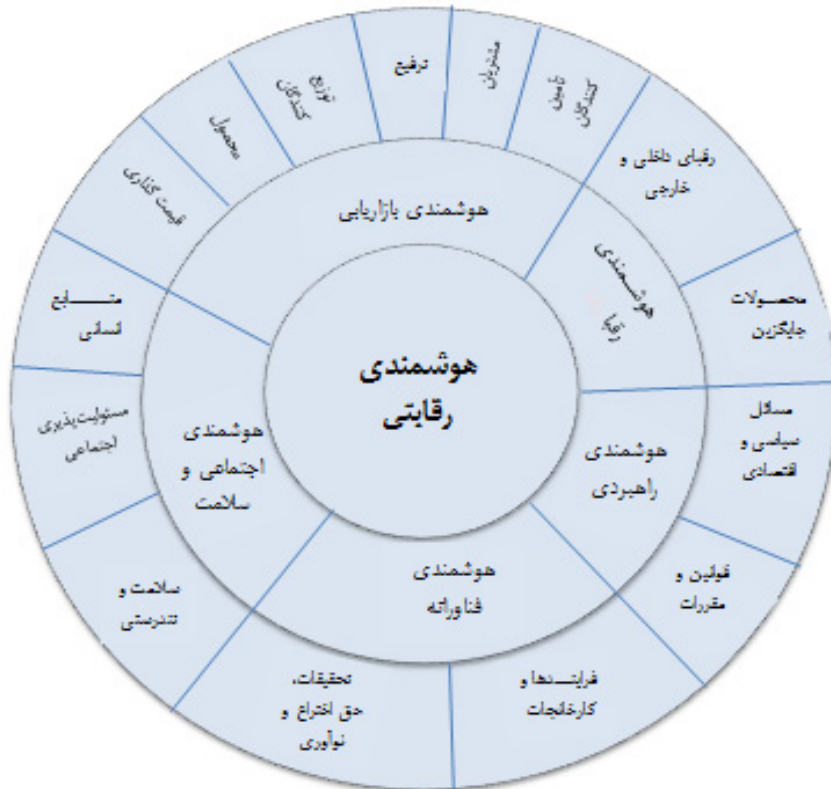 هوشمندی
رقابتی
هوشمندی بازاریابی
هوشمندی
رقبا
هوشمندی
راهبردی
هوشمندی
فناورانه
هوشمندی
اجتماعی و
سلامت
ترفیع
مشتریان
تأمین
کنندگان
رقبای داخلی و
خارجی
محصولات
جایگزین
مسائل
سیاسی و
اقتصادی
قوانین و
مقررات
فرایندها و
کارخانجات
تحقیقات،
حق اختراع و
نوآوری
سلامت و
تندرستی
مسئولیت‌پذیری
اجتماعی
منابع
انسانی
قیمت گذاری
محصول
توزیع
کنندگان